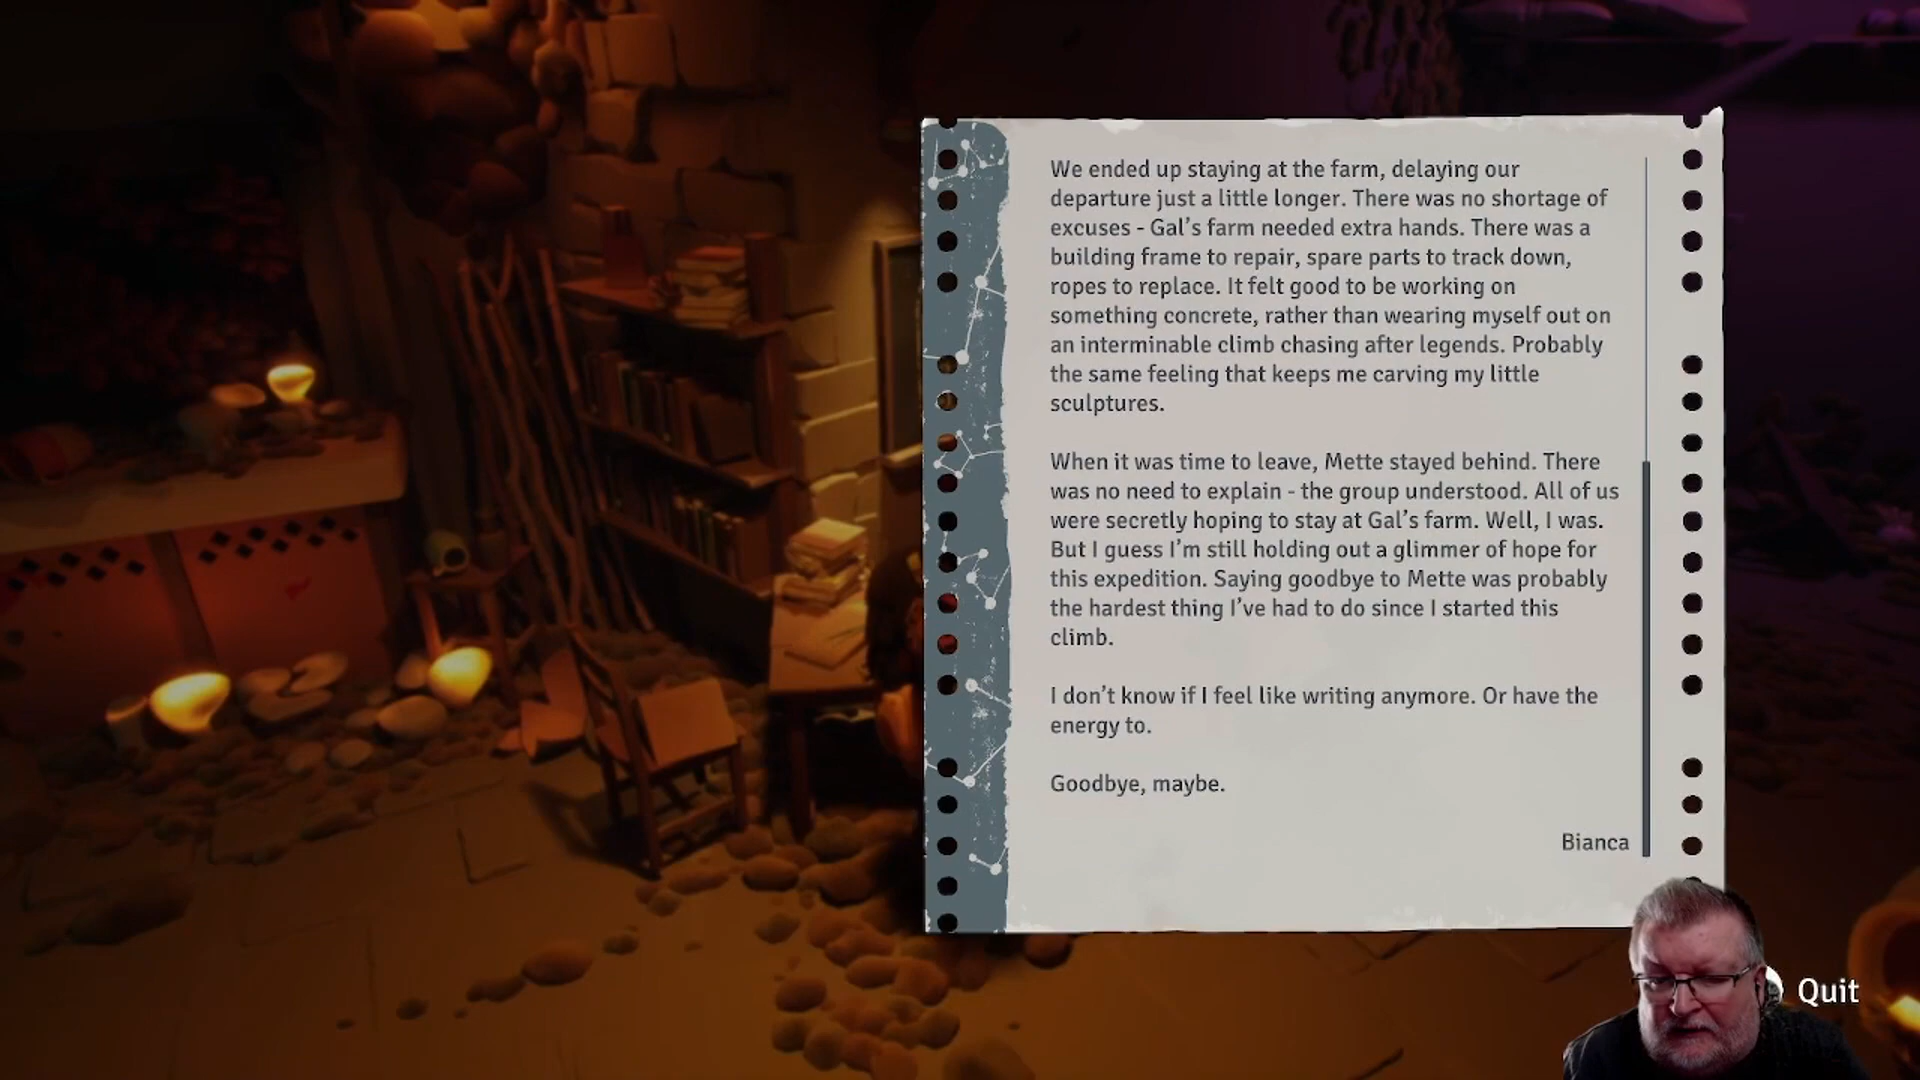 We ended up staying at the farm, delaying our
departure just a little longer. There was no shortage of
excuses - Gal’s farm needed extra hands. There was a
building frame to repair, spare parts to track down,
ropes to replace. It felt good to be working on
something concrete, rather than wearing myself out on
an interminable climb chasing after legends. Probably
the same feeling that keeps me carving my little
sculptures.
When it was time to leave, Mette stayed behind. There
was no need to explain - the group understood. All of us
were secretly hoping to stay at Gal’s farm. Well, I was.
But I guess I’m still holding out a glimmer of hope for
this expedition. Saying goodbye to Mette was probably
the hardest thing I’ve had to do since I started this
climb.
I don’t know if I feel like writing anymore. Or have the
energy to.
Goodbye, maybe.
Bianca
Quit